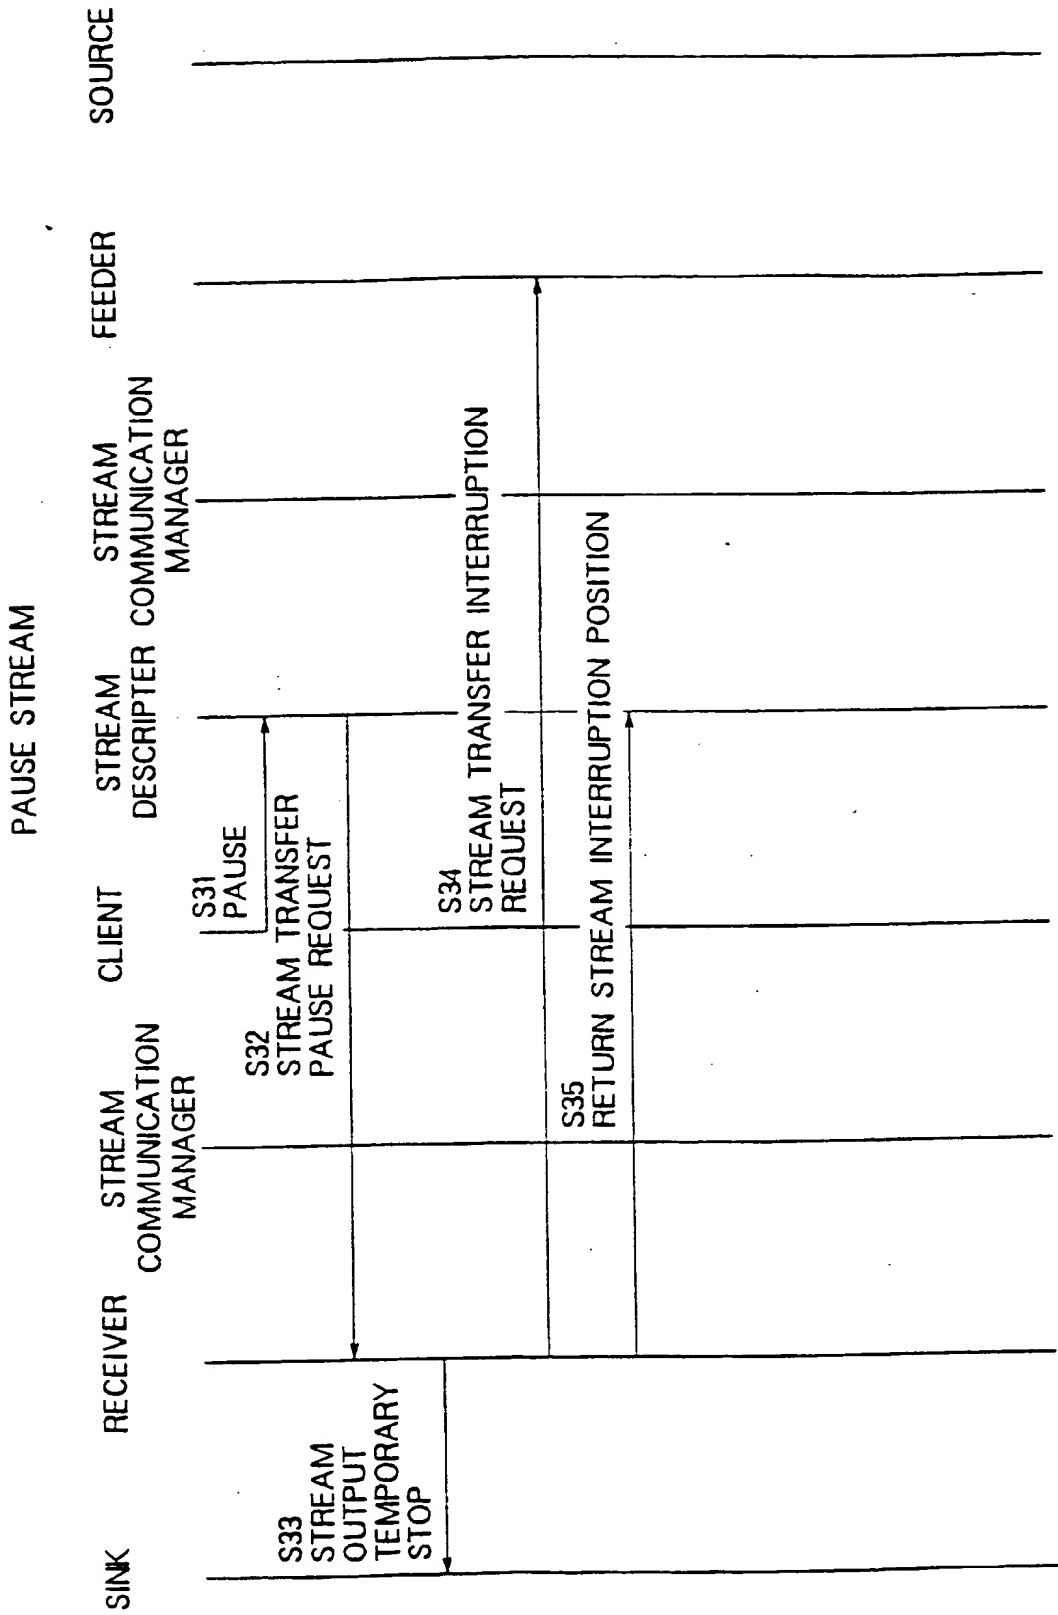 PAUSE STREAM
SINK
RECEIVER
STREAM
COMMUNICATION
MANAGER
CLIENT
STREAM
DESCRIPTER
STREAM
COMMUNICATION
MANAGER
FEEDER
SOURCE
S31
PAUSE
S32
STREAM TRANSFER
PAUSE REQUEST
S33
STREAM
OUTPUT
TEMPORARY
STOP
S34
STREAM TRANSFER INTERRUPTION
REQUEST
S35
RETURN STREAM INTERRUPTION POSITION